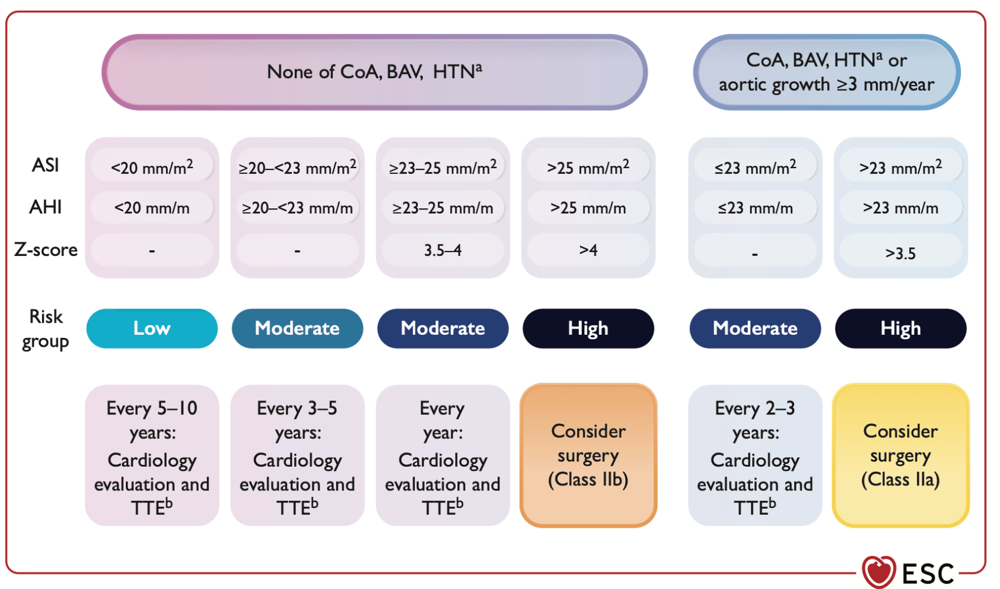 None of CoA, BAV, HTNᵃ
CoA, BAV, HTNᵃ or
aortic growth ≥3 mm/year
ASI
<20 mm/m²
≥20–<23 mm/m²
≥23–25 mm/m²
>25 mm/m²
≤23 mm/m²
>23 mm/m²
AHI
<20 mm/m
≥20–<23 mm/m
≥23–25 mm/m
>25 mm/m
≤23 mm/m
>23 mm/m
Z-score
-
-
3.5–4
>4
-
>3.5
Risk
group
Low
Moderate
Moderate
High
Moderate
High
Every 5–10
years:
Cardiology
evaluation and
TTEᵇ
Every 3–5
years:
Cardiology
evaluation and
TTEᵇ
Every
year:
Cardiology
evaluation and
TTEᵇ
Consider
surgery
(Class IIb)
Every 2–3
years:
Cardiology
evaluation and
TTEᵇ
Consider
surgery
(Class IIa)
ESC